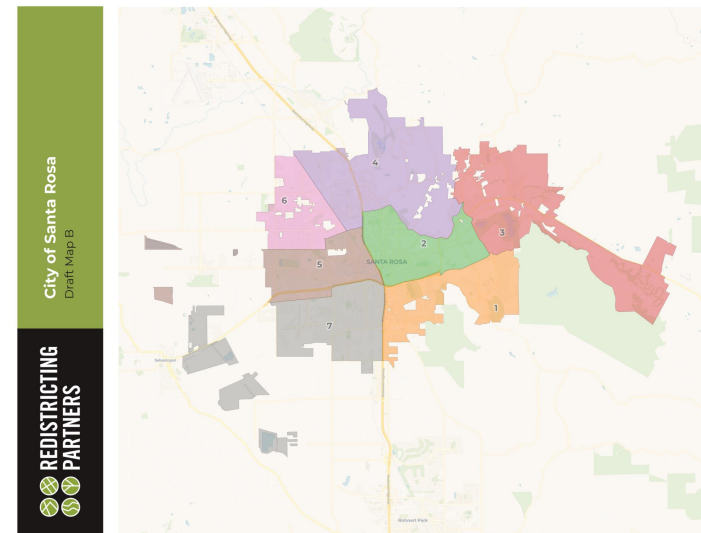 City of Santa Rosa
Draft Map B
REDISTRICTING
PARTNERS
4
6
2
3
5
SANTA ROSA
1
7
Sebastopol
Rohnert Park